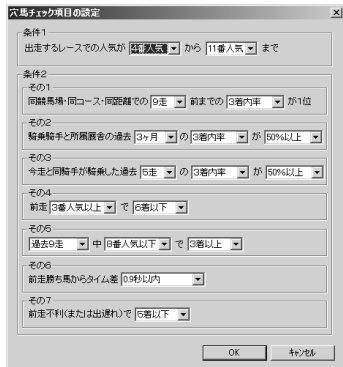 穴馬チェック項目の設定
条件1
出走するレースでの人気が 4番人気 から 11番人気 まで
条件2
その1
同競馬場・同コース・同距離での 9走 前までの 3着内率 が1位
その2
騎乗騎手と所属厩舎の過去 3ヶ月 の 3着内率 が 50%以上
その3
今走と同騎手が騎乗した過去 5走 の 3着内率 が 50%以上
その4
前走 3番人気以上 で 6着以下
その5
過去9走 中 8番人気以下 で 3着以上
その6
前走勝ち馬からタイム差 0.9秒以内
その7
前走不利(または出遅れ)で 6着以下
OK キャンセル